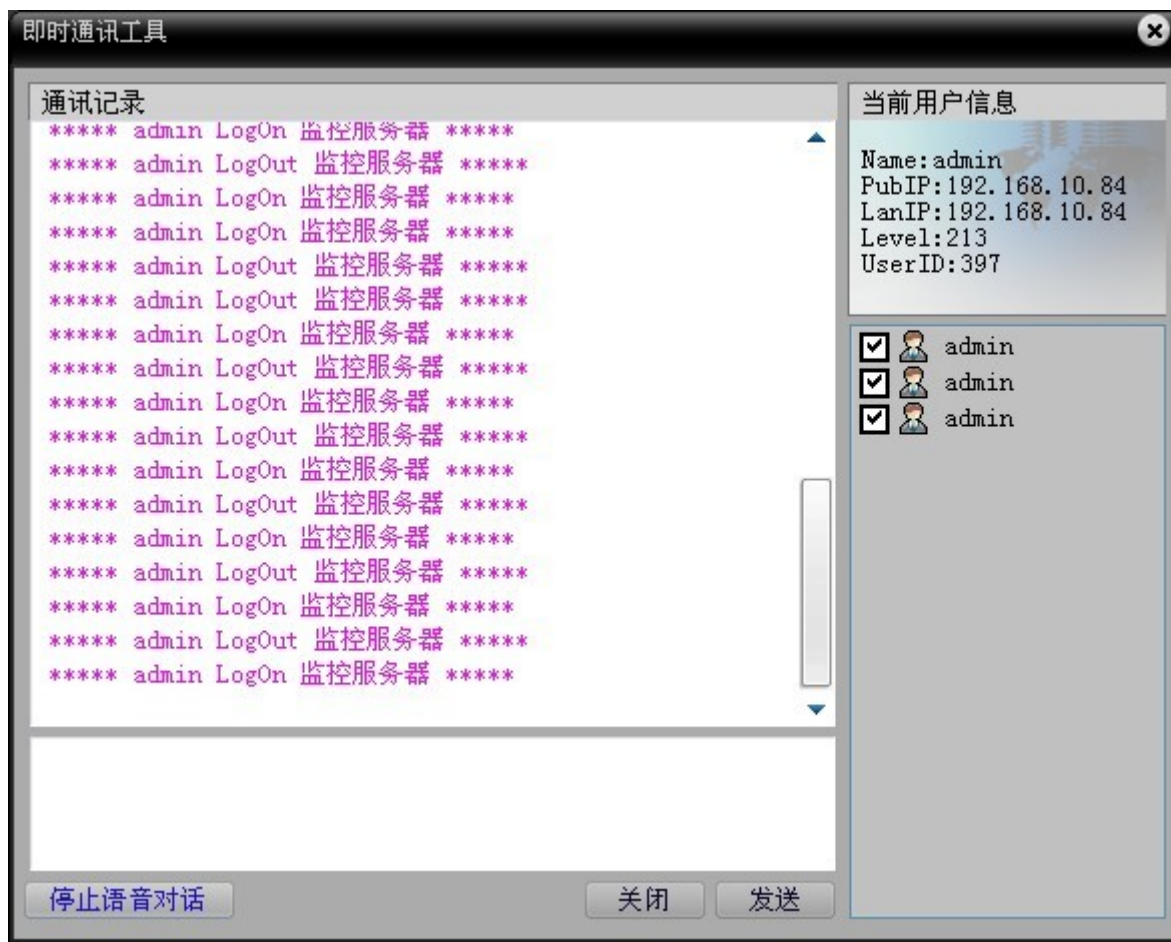 即时通讯工具
通讯记录
***** admin LogOn 监控服务器 *****
***** admin LogOut 监控服务器 *****
***** admin LogOn 监控服务器 *****
***** admin LogOn 监控服务器 *****
***** admin LogOut 监控服务器 *****
***** admin LogOut 监控服务器 *****
***** admin LogOn 监控服务器 *****
***** admin LogOut 监控服务器 *****
***** admin LogOn 监控服务器 *****
***** admin LogOut 监控服务器 *****
***** admin LogOn 监控服务器 *****
***** admin LogOut 监控服务器 *****
***** admin LogOn 监控服务器 *****
***** admin LogOut 监控服务器 *****
***** admin LogOn 监控服务器 *****
***** admin LogOut 监控服务器 *****
***** admin LogOn 监控服务器 *****
停止语音对话
关闭
发送
当前用户信息
Name:admin
PubIP:192.168.10.84
LanIP:192.168.10.84
Level:213
UserID:397
admin
admin
admin